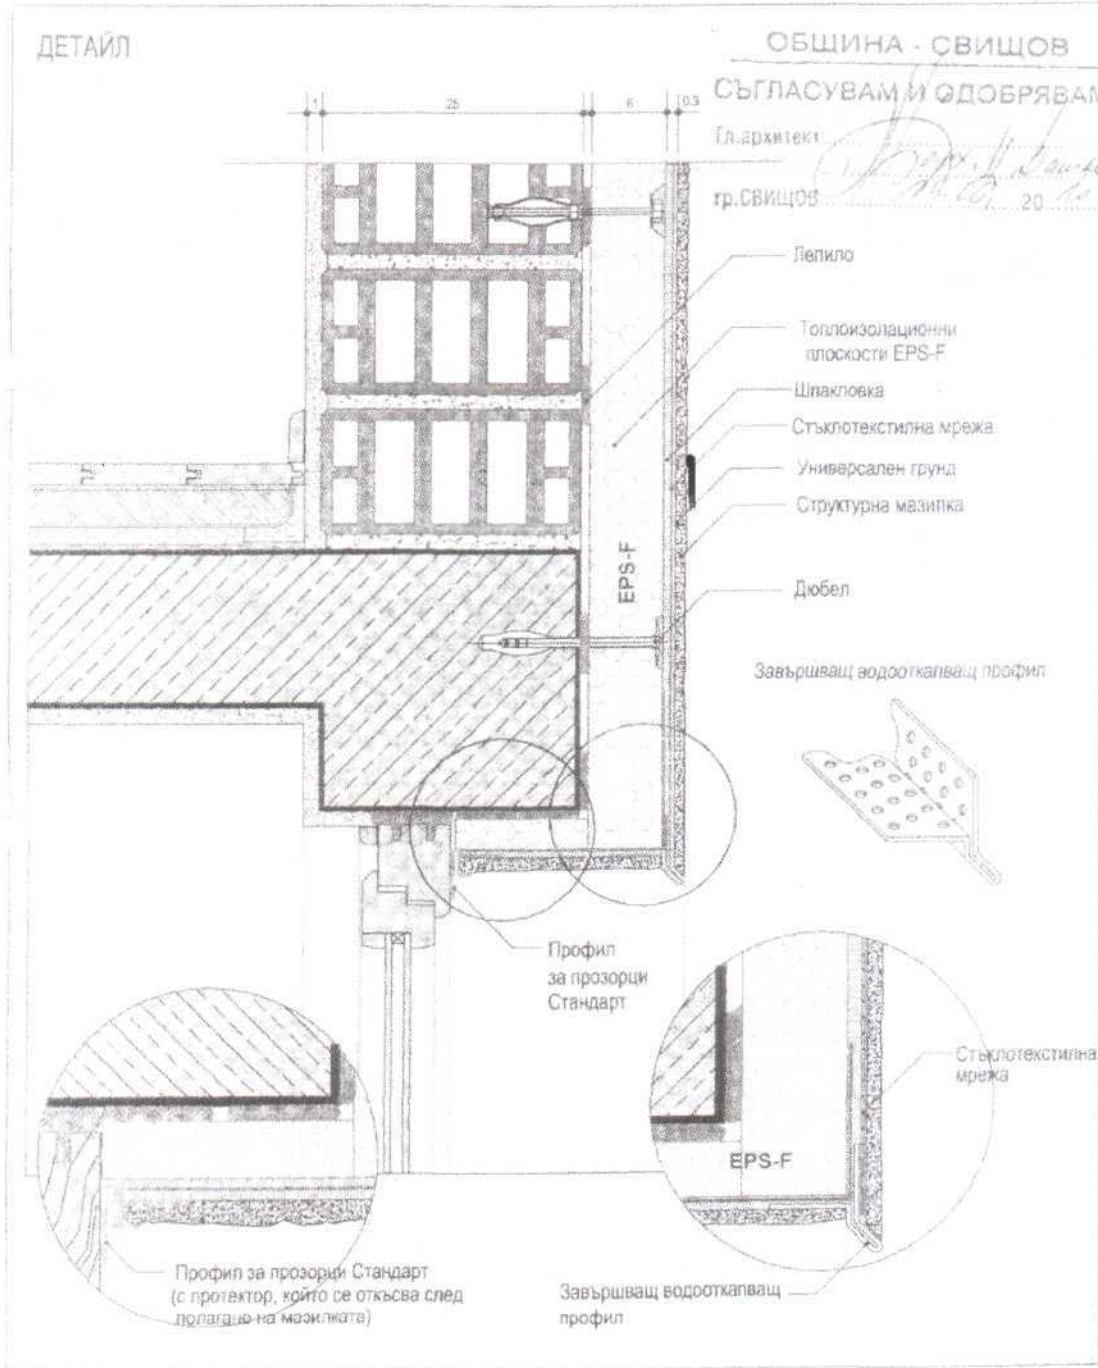 ДЕТАЙЛ
ОБЩИНА - СВИЩОВ
СЪГЛАСУВАМ И ОДОБРЯВАМ
Гл.архитект
гр.СВИЩОВ
20
1
25
6
0.3
Лепило
Топлоизолационни
плоскости EPS-F
Шпакловка
Стъклотекстилна мрежа
Универсален грунд
Структурна мазилка
EPS-F
Дюбел
Завършващ водооткапващ профил
Профил
за прозорци
Стандарт
Стъклотекстилна
мрежа
EPS-F
Профил за прозорци Стандарт
(с протектор, който се откъсва след
полагане на мазилката)
Завършващ водооткапващ
профил